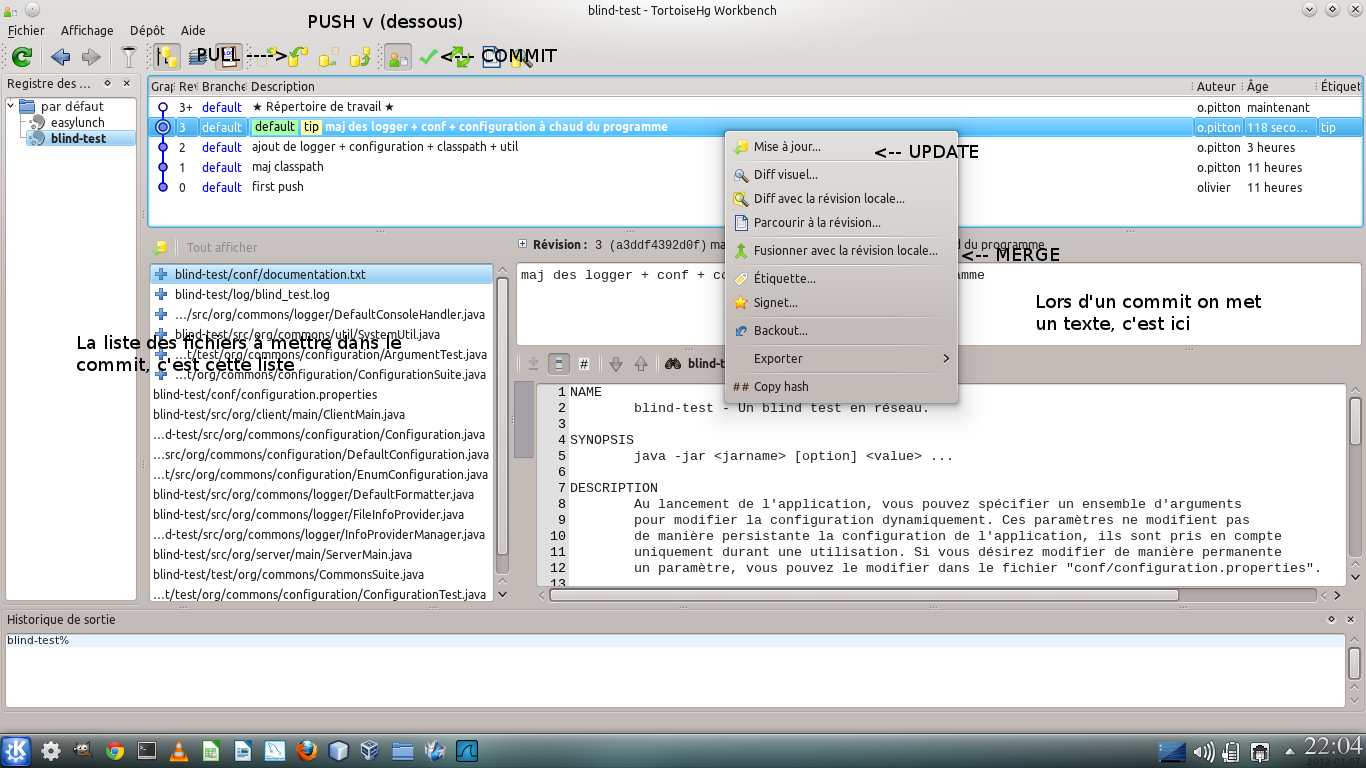 blind-test - TortoiseHg Workbench
PUSH v (dessous)
Fichier Affichage Dépôt Aide
PULL ---->
<--- COMMIT
Registre des ...
par défaut
easylunch
blind-test
Graph Rev Branche Description Auteur Âge Étiquet
3+ default ★ Répertoire de travail ★ o.pitton maintenant
3 default default tip maj des logger + conf + configuration à chaud du programme o.pitton 118 seco... tip
2 default ajout de logger + configuration + classpath + util o.pitton 3 heures
1 default maj classpath o.pitton 11 heures
0 default first push olivier 11 heures
Mise à jour...
<-- UPDATE
Diff visuel...
Diff avec la révision locale...
Parcourir à la révision...
Fusionner avec la révision locale...
<-- MERGE
Étiquette...
Signet...
Backout...
Exporter
## Copy hash
Tout afficher
Révision : 3 (a3ddf4392d0f) ma d du programme
maj des logger + conf + co mme
Lors d'un commit on met
un texte, c'est ici
blind-test/conf/documentation.txt
blind-test/log/blind_test.log
.../src/org/commons/logger/DefaultConsoleHandler.java
blind-test/src/org/commons/util/SystemUtil.java
...t/test/org/commons/configuration/ArgumentTest.java
...t/org/commons/configuration/ConfigurationSuite.java
La liste des fichiers à mettre dans le
commit, c'est cette liste
blind-test/conf/configuration.properties
blind-test/src/org/client/main/ClientMain.java
...d-test/src/org/commons/configuration/Configuration.java
...src/org/commons/configuration/DefaultConfiguration.java
...t/src/org/commons/configuration/EnumConfiguration.java
blind-test/src/org/commons/logger/DefaultFormatter.java
blind-test/src/org/commons/logger/FileInfoProvider.java
...d-test/src/org/commons/logger/InfoProviderManager.java
blind-test/src/org/server/main/ServerMain.java
blind-test/test/org/commons/CommonsSuite.java
...t/test/org/commons/configuration/ConfigurationTest.java
# blind-t
1 NAME
2 blind-test - Un blind test en réseau.
3
4 SYNOPSIS
5 java -jar <jarname> [option] <value> ...
6
7 DESCRIPTION
8 Au lancement de l'application, vous pouvez spécifier un ensemble d'arguments
9 pour modifier la configuration dynamiquement. Ces paramètres ne modifient pas
10 de manière persistante la configuration de l'application, ils sont pris en compte
11 uniquement durant une utilisation. Si vous désirez modifier de manière permanente
12 un paramètre, vous pouvez le modifier dans le fichier "conf/configuration.properties".
13
Historique de sortie
blind-test%
22:04
2012-01-07